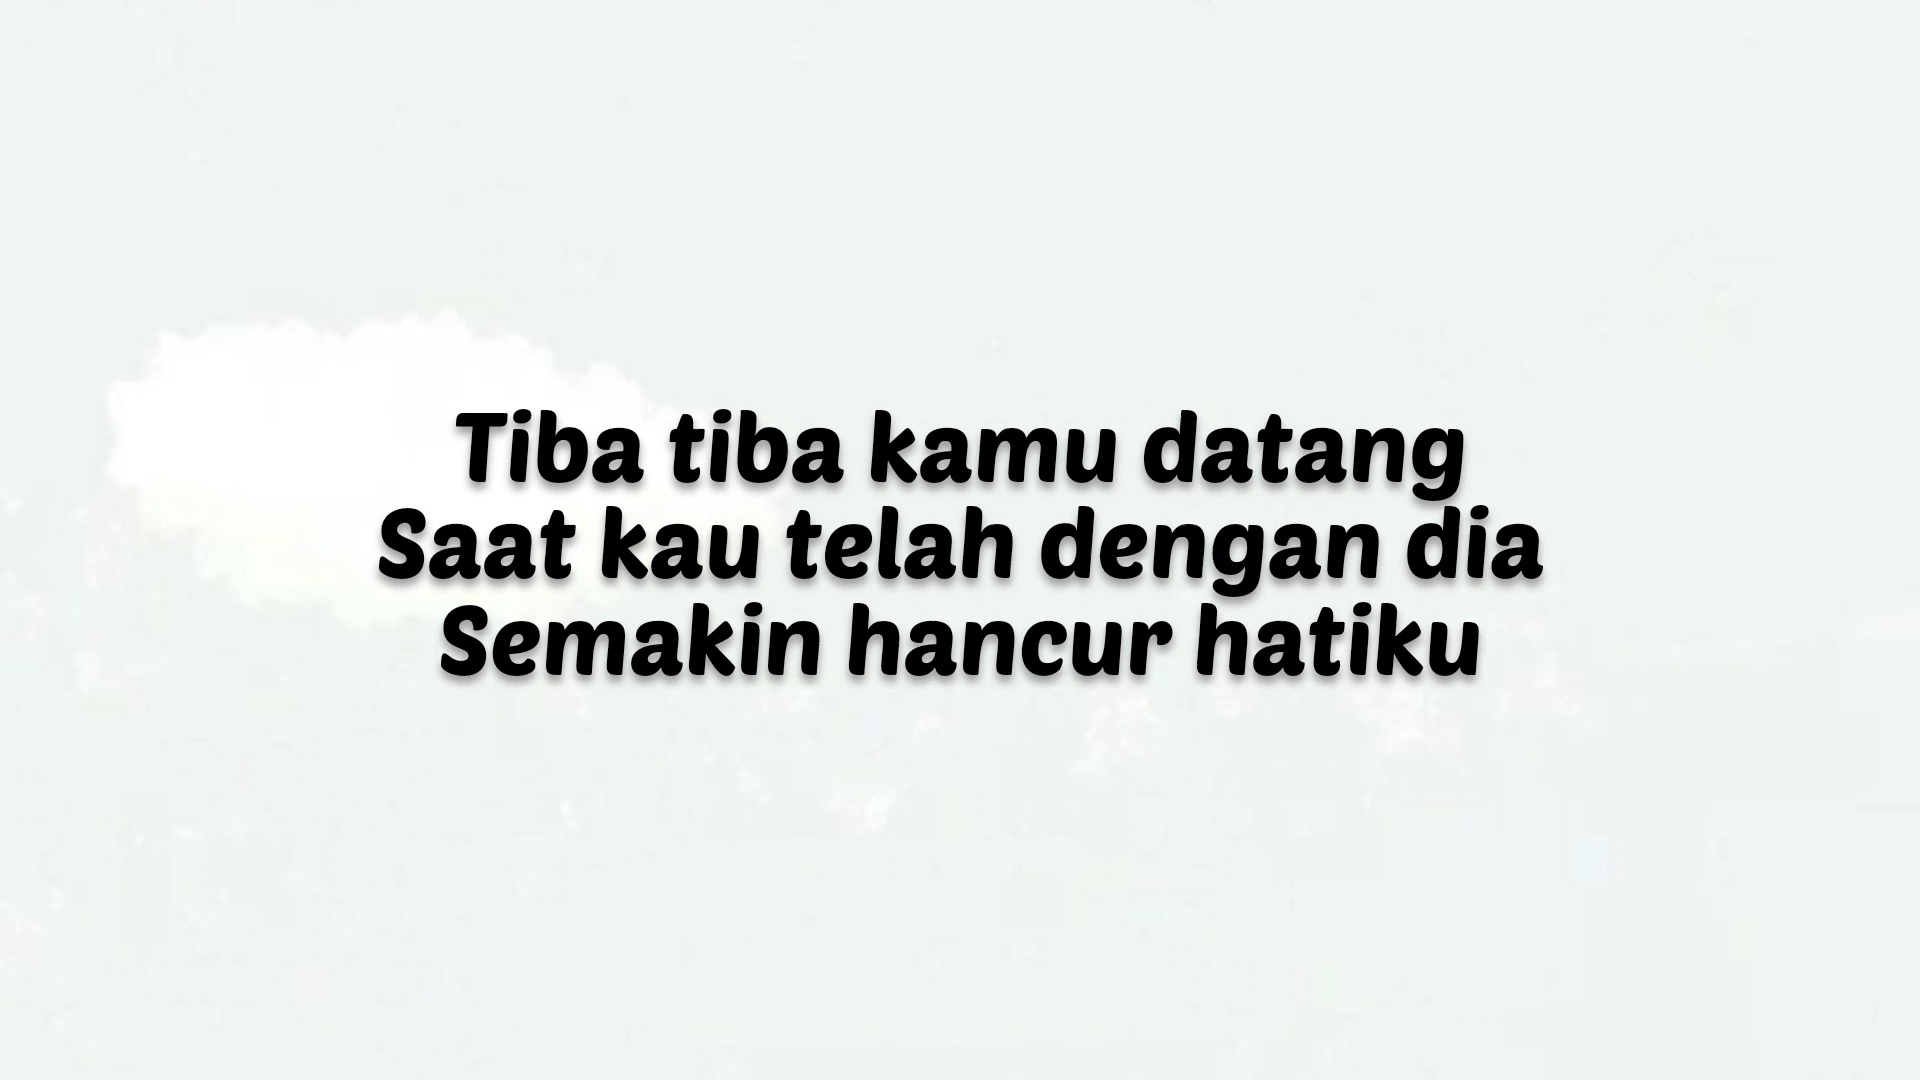 Tiba tiba kamu datang
Saat kau telah dengan dia
Semakin hancur hatiku